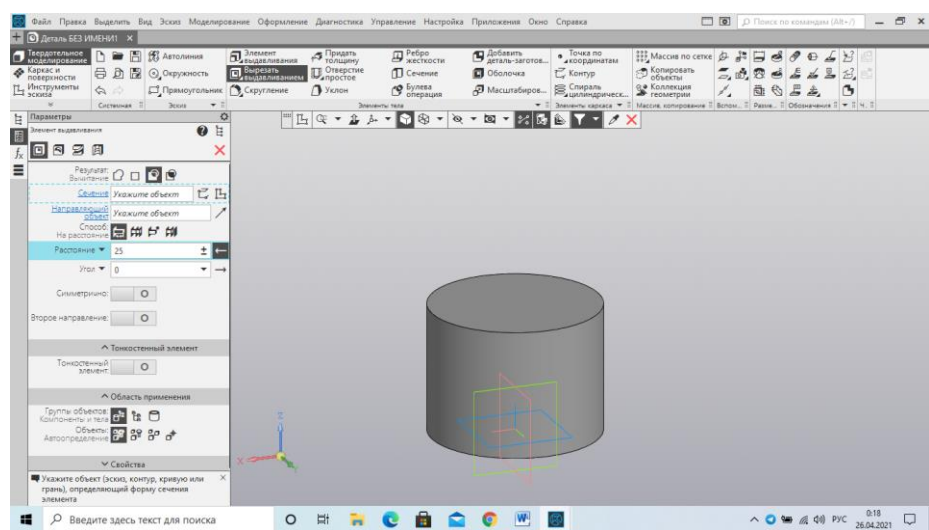 Файл Правка Выделить Вид Эскиз Моделирование Оформление Диагностика Управление Настройка Приложения Окно Справка
Поиск по командам (Alt+/)
Деталь БЕЗ ИМЕНИ1
Твердотельное моделирование
Каркас и поверхности
Инструменты эскиза
Системная
Автолиния
Окружность
Прямоугольник
Эскиз
Элемент выдавливания
Вырезать выдавливанием
Скругление
Придать толщину
Отверстие простое
Уклон
Ребро жесткости
Сечение
Булева операция
Добавить деталь-заготов...
Оболочка
Масштабиров...
Элементы тела
Точка по координатам
Контур
Спираль цилиндрическ...
Элементы каркаса
Массив по сетке
Копировать объекты
Коллекция геометрии
Массив, копирование
Вспом...
Разме...
Обозначения
Ч.
Параметры
Элемент выдавливания
Результат:
Вычитание
Сечение Укажите объект
Направляющий объект Укажите объект
Способ:
На расстояние
Расстояние 25
Угол 0
Симметрично:
Второе направление:
Тонкостенный элемент
Тонкостенный элемент:
Область применения
Группы объектов:
Компоненты и тела
Объекты:
Автоопределение
Свойства
Укажите объект (эскиз, контур, кривую или
грань), определяющий форму сечения
элемента
Z
X
Введите здесь текст для поиска
РУС
0:18
26.04.2021